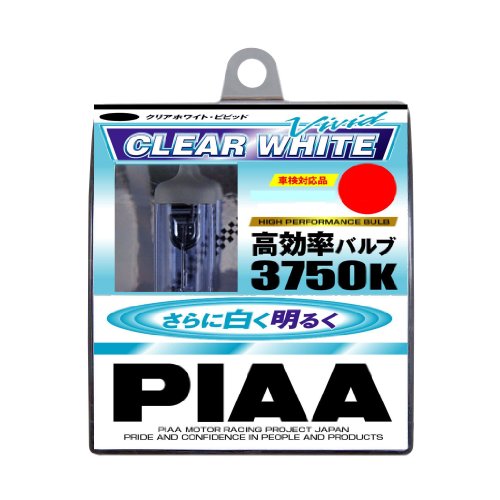 クリアホワイト・ビビッド
Vivid
CLEAR WHITE
車検対応品
HIGH PERFORMANCE BULB
高効率バルブ
3750K
さらに白く明るく
PIAA
PIAA MOTOR RACING PROJECT JAPAN
PRIDE AND CONFIDENCE IN PEOPLE AND PRODUCTS